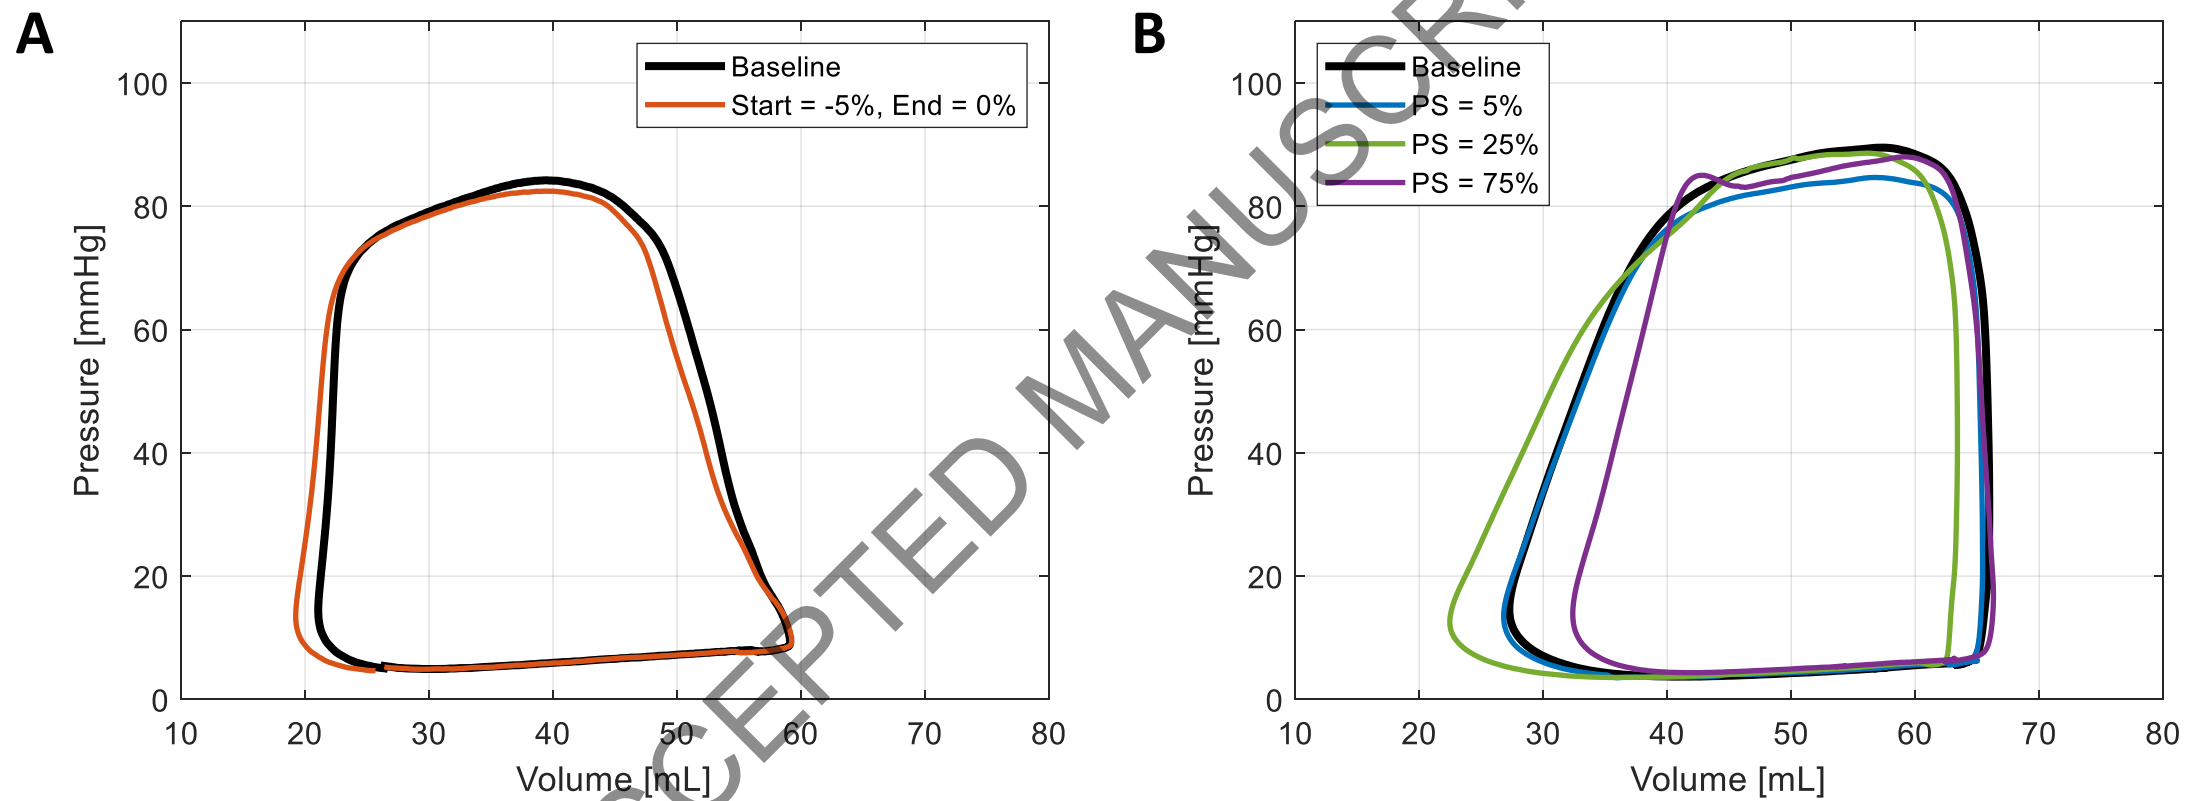 A
Baseline
Start = -5%, End = 0%
100
80
60
40
20
0
Pressure [mmHg]
10 20 30 40 50 60 70 80
Volume [mL]
B
Baseline
PS = 5%
PS = 25%
PS = 75%
100
80
60
40
20
0
Pressure [mmHg]
10 20 30 40 50 60 70 80
Volume [mL]
CCEPTED MANUSCR